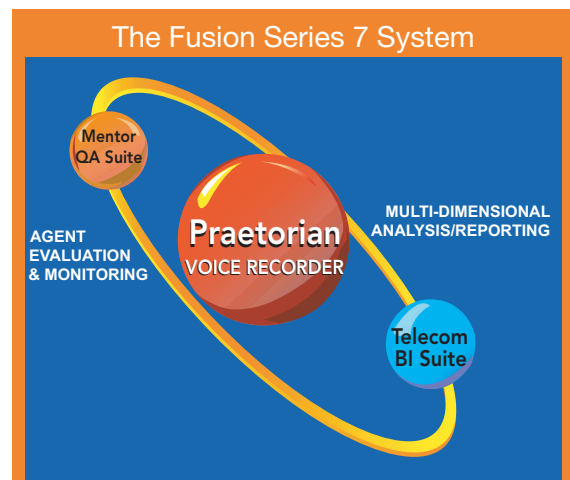 The Fusion Series 7 System
Mentor
QA Suite
Praetorian
VOICE RECORDER
MULTI-DIMENSIONAL
ANALYSIS/REPORTING
AGENT
EVALUATION
& MONITORING
Telecom
BI Suite